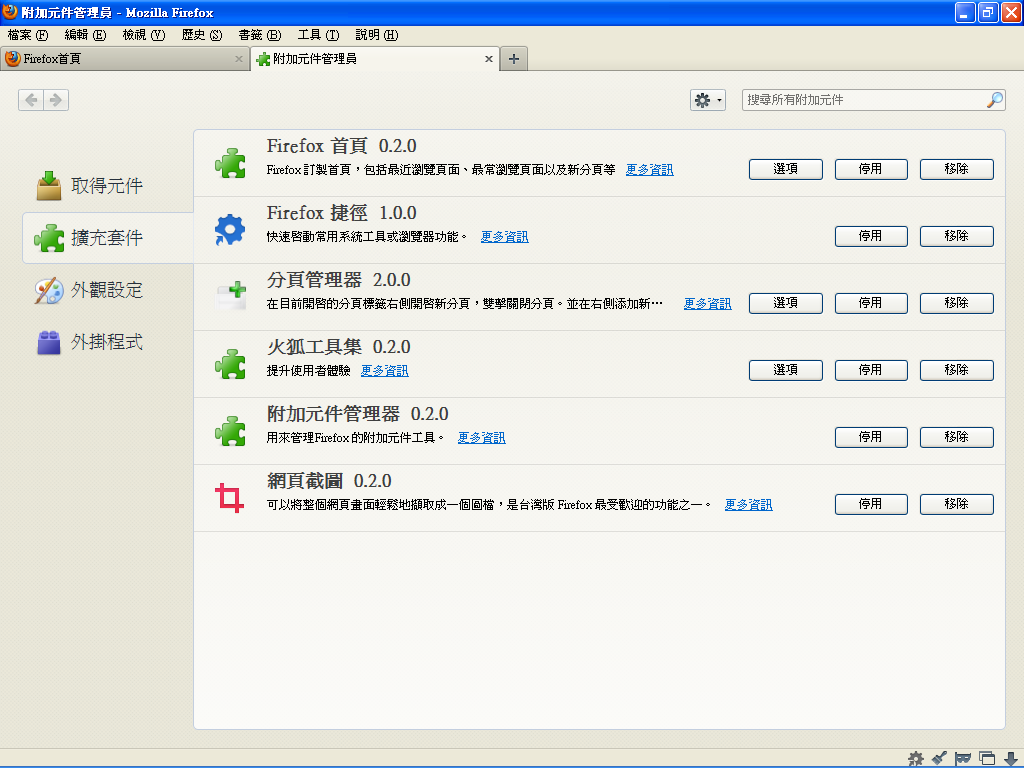 附加元件管理員 - Mozilla Firefox
檔案 (F) 編輯 (E) 檢視 (V) 歷史 (S) 書籤 (B) 工具 (T) 說明 (H)
Firefox首頁
附加元件管理員
搜尋所有附加元件
取得元件
擴充套件
外觀設定
外掛程式
Firefox 首頁 0.2.0
Firefox訂製首頁，包括最近瀏覽頁面、最常瀏覽頁面以及新分頁等 更多資訊
選項 停用 移除
Firefox 捷徑 1.0.0
快速啓動常用系統工具或瀏覽器功能。 更多資訊
停用 移除
分頁管理器 2.0.0
在目前開啓的分頁標籤右側開啓新分頁，雙擊關閉分頁。並在右側添加新… 更多資訊
選項 停用 移除
火狐工具集 0.2.0
提升使用者體驗 更多資訊
選項 停用 移除
附加元件管理器 0.2.0
用來管理Firefox的附加元件工具。 更多資訊
停用 移除
網頁截圖 0.2.0
可以將整個網頁畫面輕鬆地擷取成一個圖檔，是台灣版 Firefox 最受歡迎的功能之一。 更多資訊
停用 移除